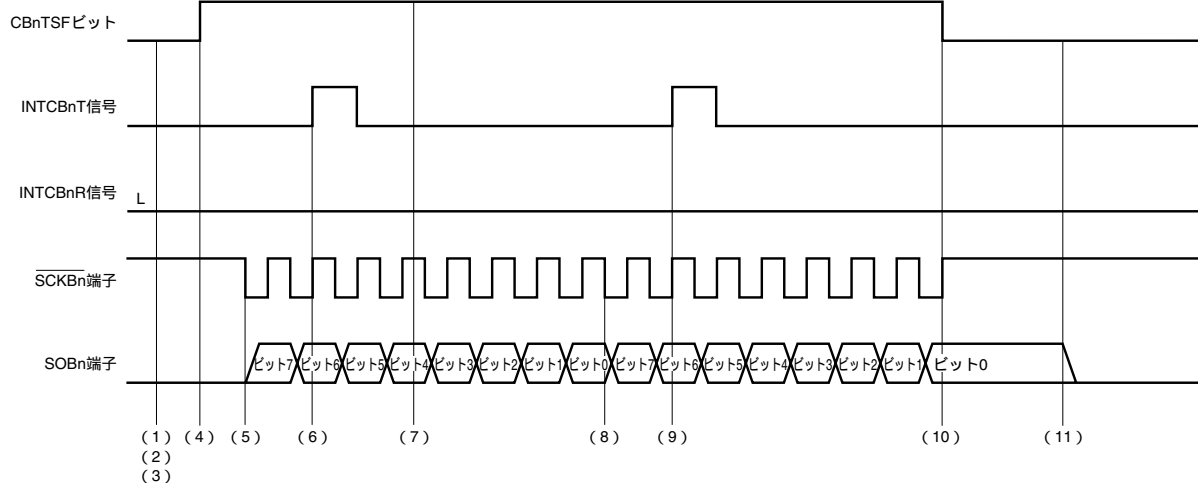 CBnTSFビット
INTCBnT信号
INTCBnR信号 L
SCKBn端子
SOBn端子 ビット7 ビット6 ビット5 ビット4 ビット3 ビット2 ビット1 ビット0 ビット7 ビット6 ビット5 ビット4 ビット3 ビット2 ビット1 ビット0
(1) (4) (5) (6) (7) (8) (9) (10) (11)
(2)
(3)